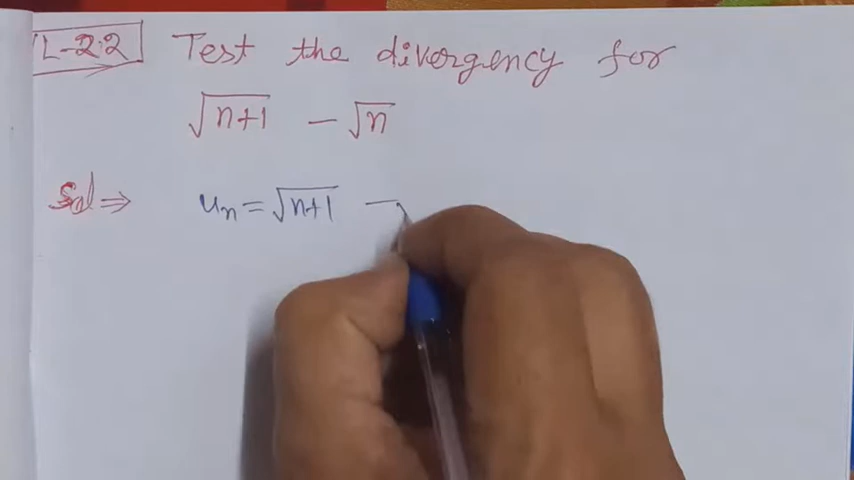 L-2.2 Test the divergency for
√n+1 − √n
Sol ⇒ uₙ = √n+1 −